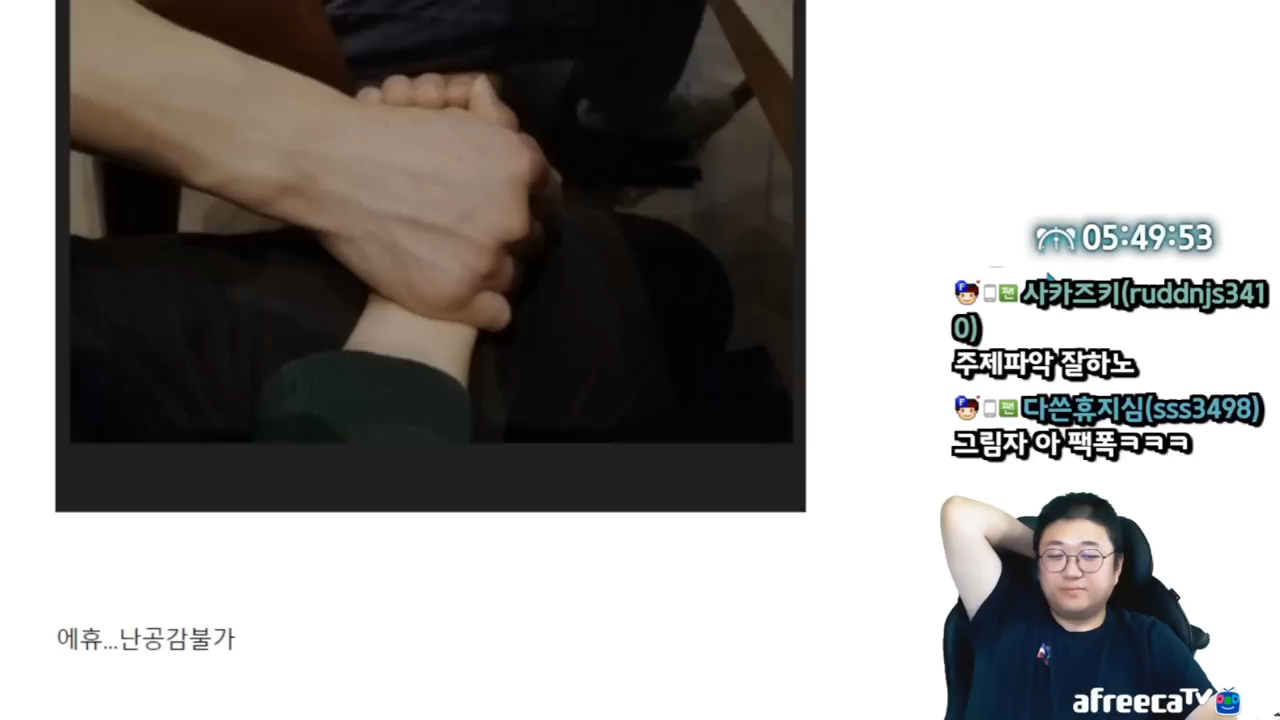 05:49:53
사카즈키(ruddnjs341
0)
주제파악 잘하노
다쓴휴지심(sss3498)
그림자 아 팩폭ㅋㅋㅋ
에휴...난공감불가
afreecaTV